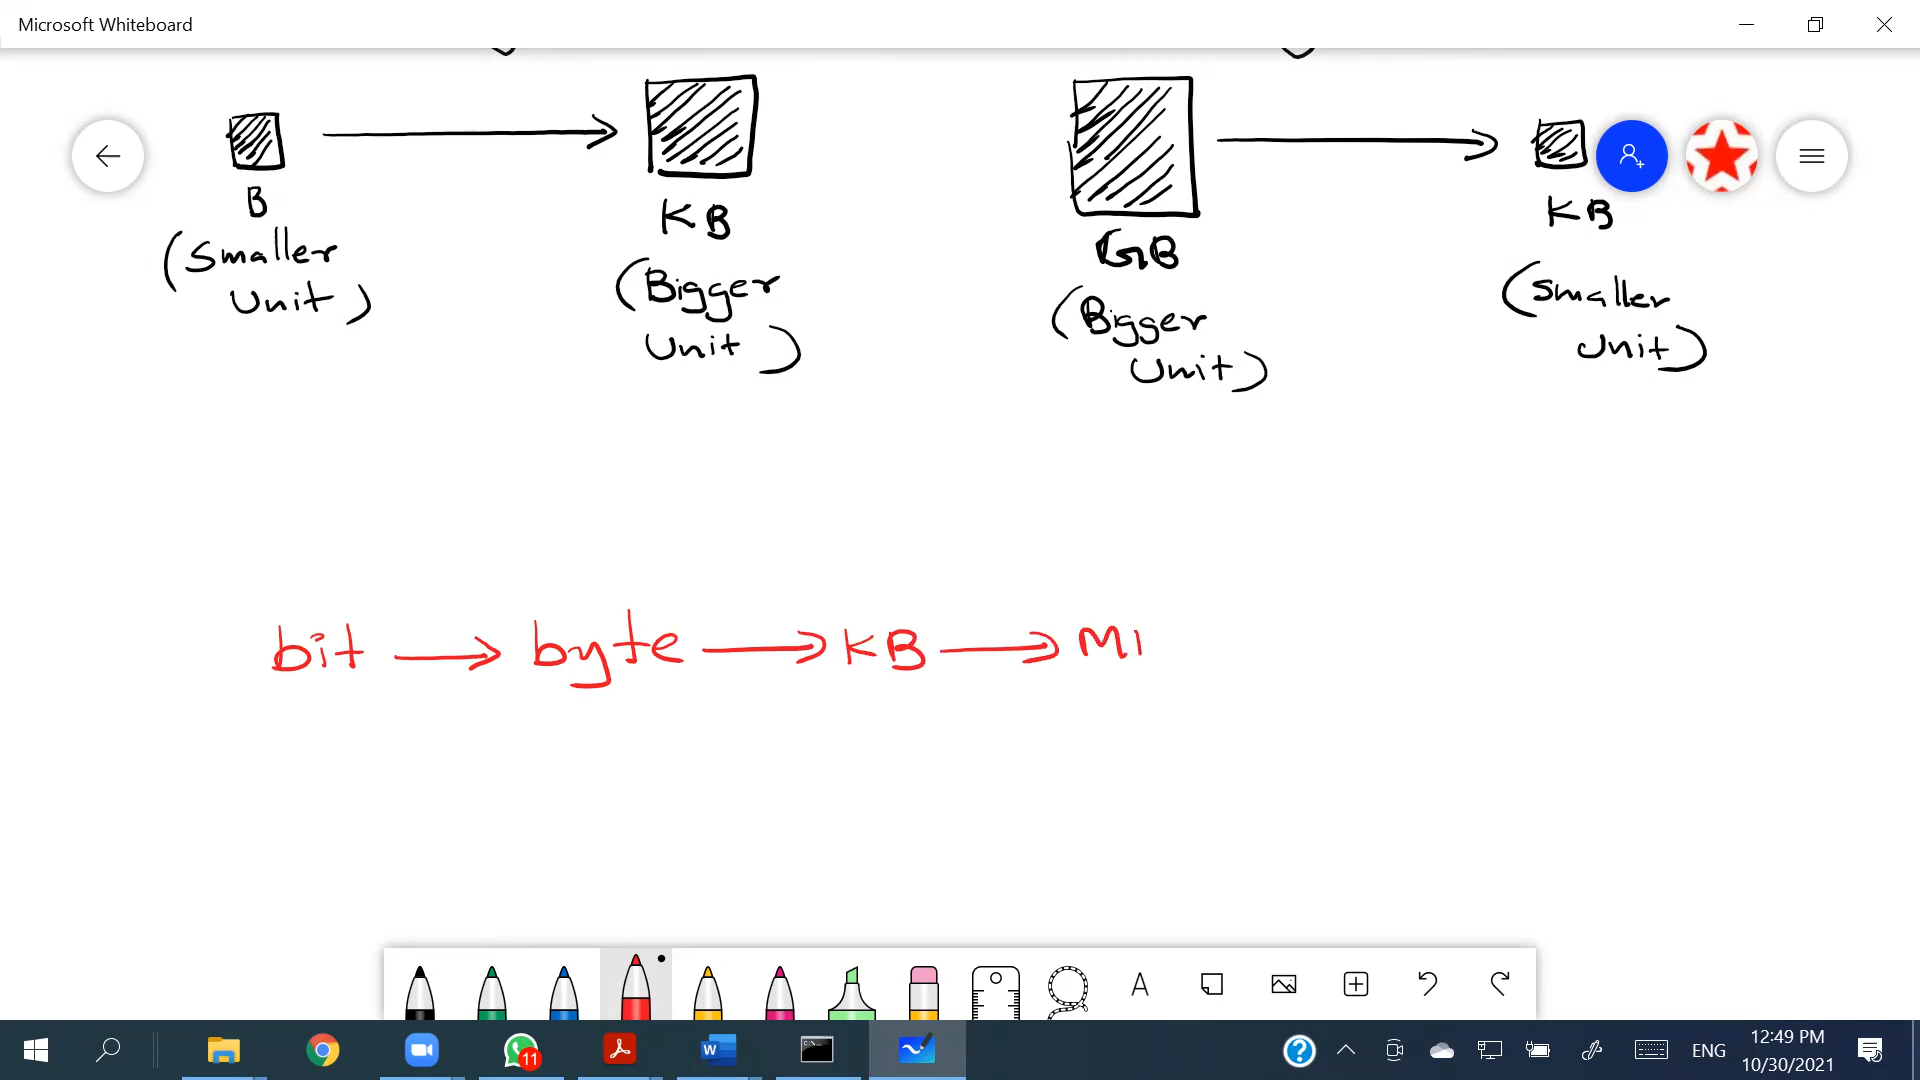 Microsoft Whiteboard
B
KB
GB
KB
(Smaller
Unit)
(Bigger
Unit)
(Bigger
Unit)
(Smaller
Unit)
bit → byte → KB → MI
A
11
W
?
ENG
12:49 PM
10/30/2021